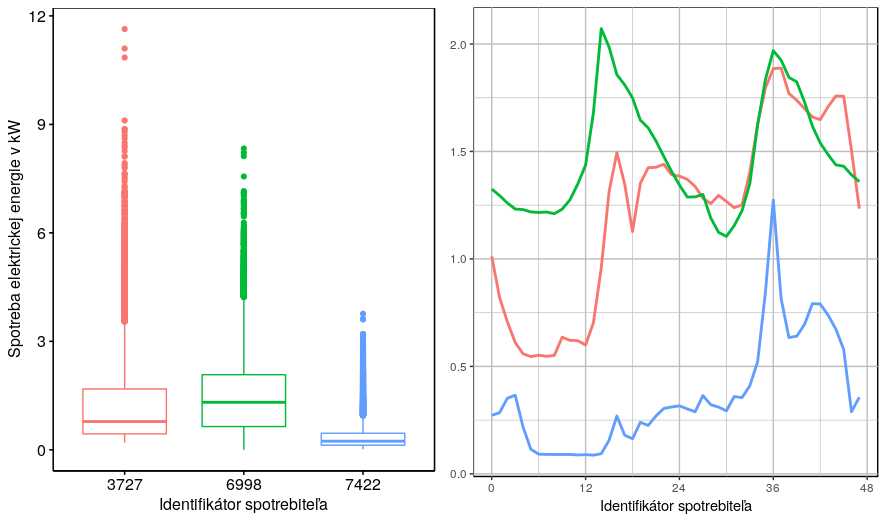 Spotreba elektrickej energie v kW
12
9
6
3
0
3727 6998 7422
Identifikátor spotrebiteľa
2.0
1.5
1.0
0.5
0.0
0 12 24 36 48
Identifikátor spotrebiteľa